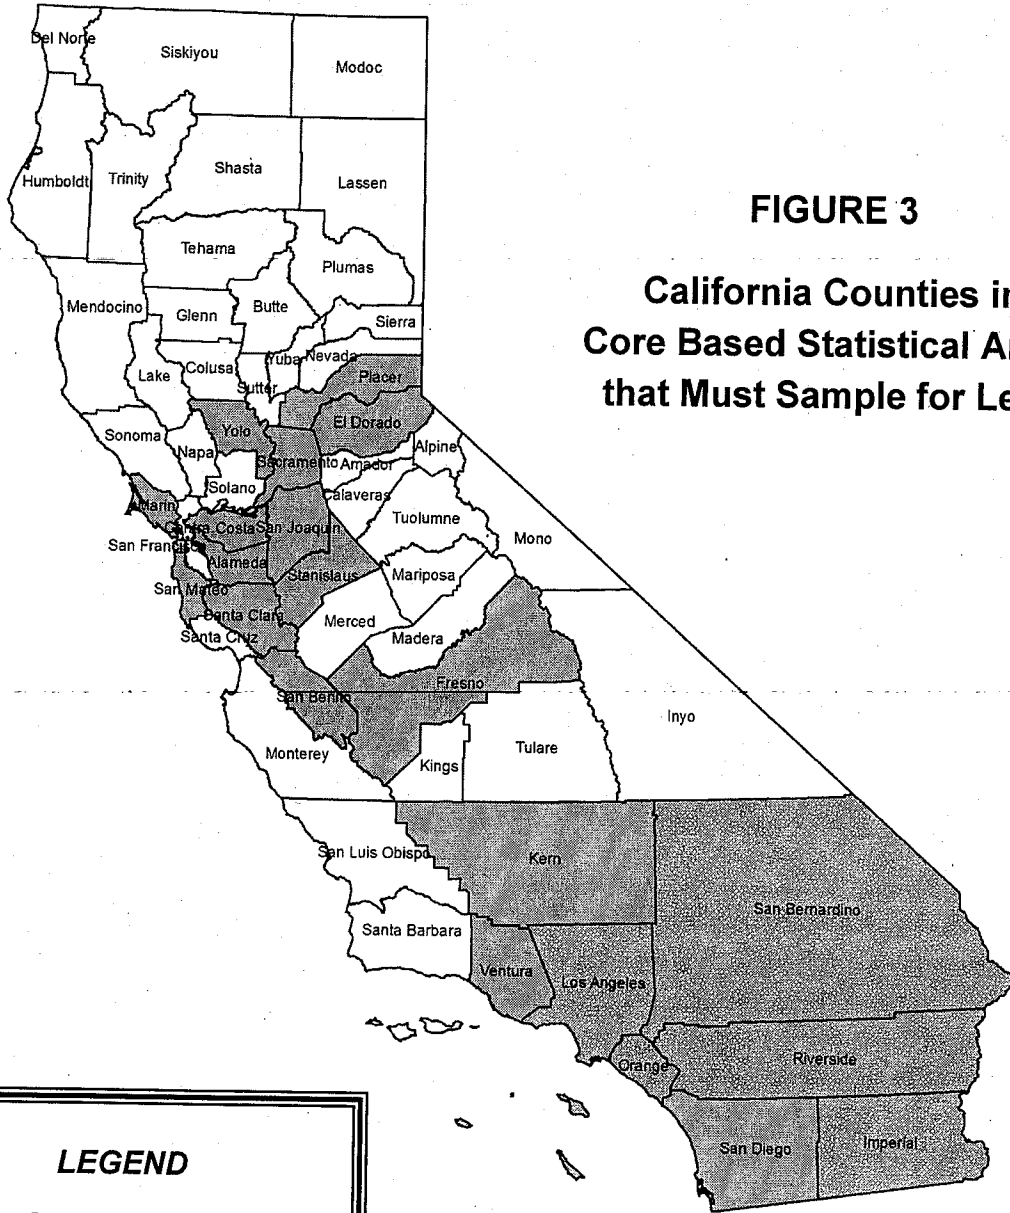 Del Norte
Siskiyou
Modoc
Humboldt
Trinity
Shasta
Lassen
FIGURE 3
Tehama
Plumas
California Counties in
Mendocino
Glenn
Butte
Sierra
Core Based Statistical
Lake
Colusa
Sutter
Yuba
Nevada
Placer
that Must Sample for
Sonoma
Napa
Yolo
El Dorado
Solano
Sacramento
Amador
Alpine
Marin
Calaveras
Contra Costa
San Joaquin
Tuolumne
Mono
San Francisco
Alameda
Stanislaus
Mariposa
San Mateo
Santa Clara
Merced
Madera
Santa Cruz
San Benito
Fresno
Inyo
Monterey
Kings
Tulare
San Luis Obispo
Kern
San Bernardino
Santa Barbara
Ventura
Los Angeles
Orange
Riverside
LEGEND
San Diego
Imperial